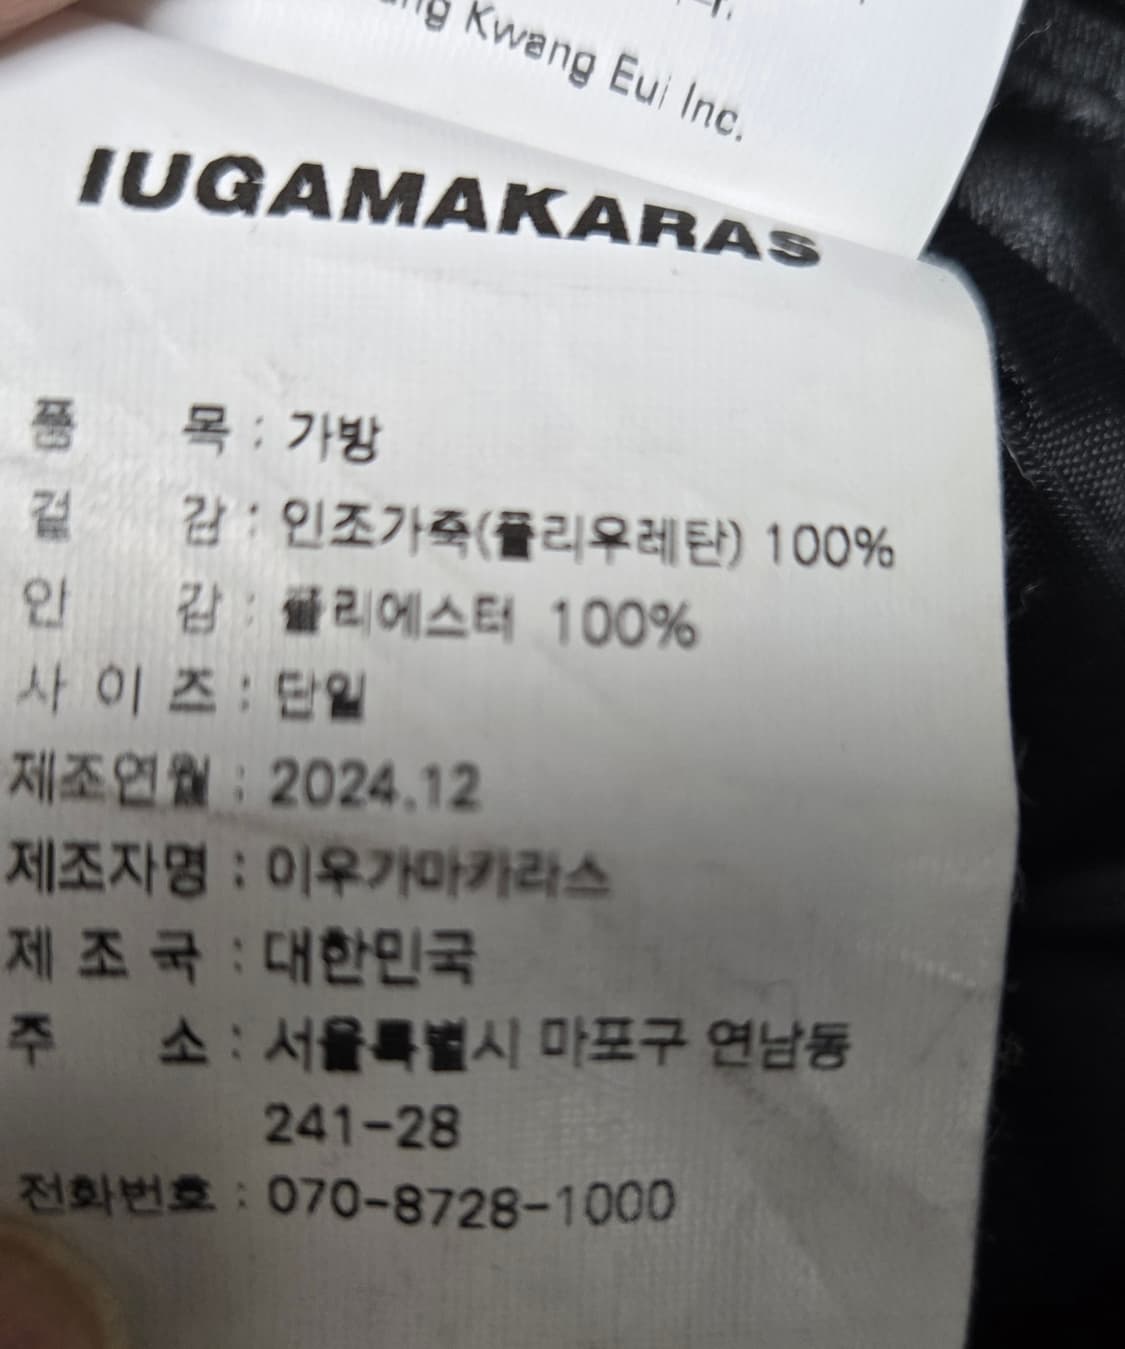 Kwang Eui Inc.
IUGAMAKARAS
품 목 : 가방
겉 감 : 인조가죽(폴리우레탄) 100%
안 감 : 폴리에스터 100%
사 이 즈 : 단일
제조연월 : 2024.12
제조자명 : 이우가마카라스
제 조 국 : 대한민국
주 소 : 서울특별시 마포구 연남동
241-28
전화번호 : 070-8728-1000